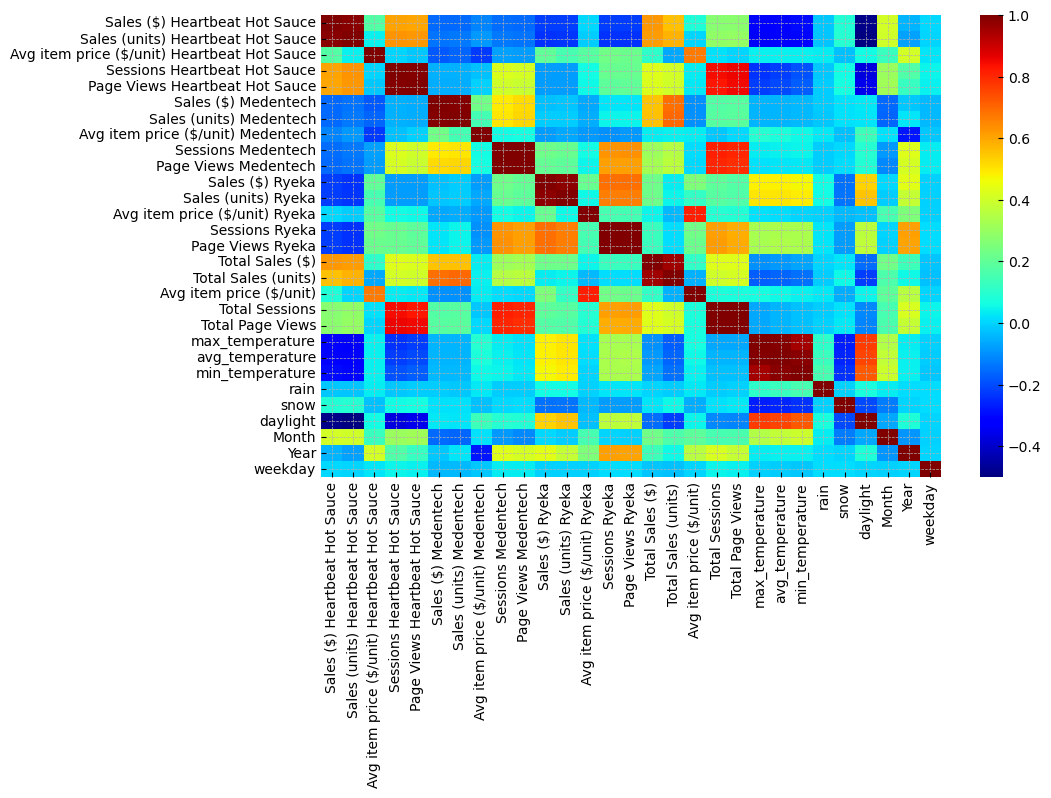 Sales ($) Heartbeat Hot Sauce
Sales (units) Heartbeat Hot Sauce
Avg item price ($/unit) Heartbeat Hot Sauce
Sessions Heartbeat Hot Sauce
Page Views Heartbeat Hot Sauce
Sales ($) Medentech
Sales (units) Medentech
Avg item price ($/unit) Medentech
Sessions Medentech
Page Views Medentech
Sales ($) Ryeka
Sales (units) Ryeka
Avg item price ($/unit) Ryeka
Sessions Ryeka
Page Views Ryeka
Total Sales ($)
Total Sales (units)
Avg item price ($/unit)
Total Sessions
Total Page Views
max_temperature
avg_temperature
min_temperature
rain
snow
daylight
Month
Year
weekday
Sales ($) Heartbeat Hot Sauce
Sales (units) Heartbeat Hot Sauce
Avg item price ($/unit) Heartbeat Hot Sauce
Sessions Heartbeat Hot Sauce
Page Views Heartbeat Hot Sauce
Sales ($) Medentech
Sales (units) Medentech
Avg item price ($/unit) Medentech
Sessions Medentech
Page Views Medentech
Sales ($) Ryeka
Sales (units) Ryeka
Avg item price ($/unit) Ryeka
Sessions Ryeka
Page Views Ryeka
Total Sales ($)
Total Sales (units)
Avg item price ($/unit)
Total Sessions
Total Page Views
max_temperature
avg_temperature
min_temperature
rain
snow
daylight
Month
Year
weekday
1.0
0.8
0.6
0.4
0.2
0.0
−0.2
−0.4